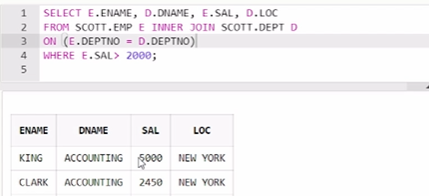 1 SELECT E.ENAME, D.DNAME, E.SAL, D.LOC
2 FROM SCOTT.EMP E INNER JOIN SCOTT.DEPT D
3 ON (E.DEPTNO = D.DEPTNO)
4 WHERE E.SAL> 2000;
5
ENAME DNAME SAL LOC
KING ACCOUNTING 5000 NEW YORK
CLARK ACCOUNTING 2450 NEW YORK